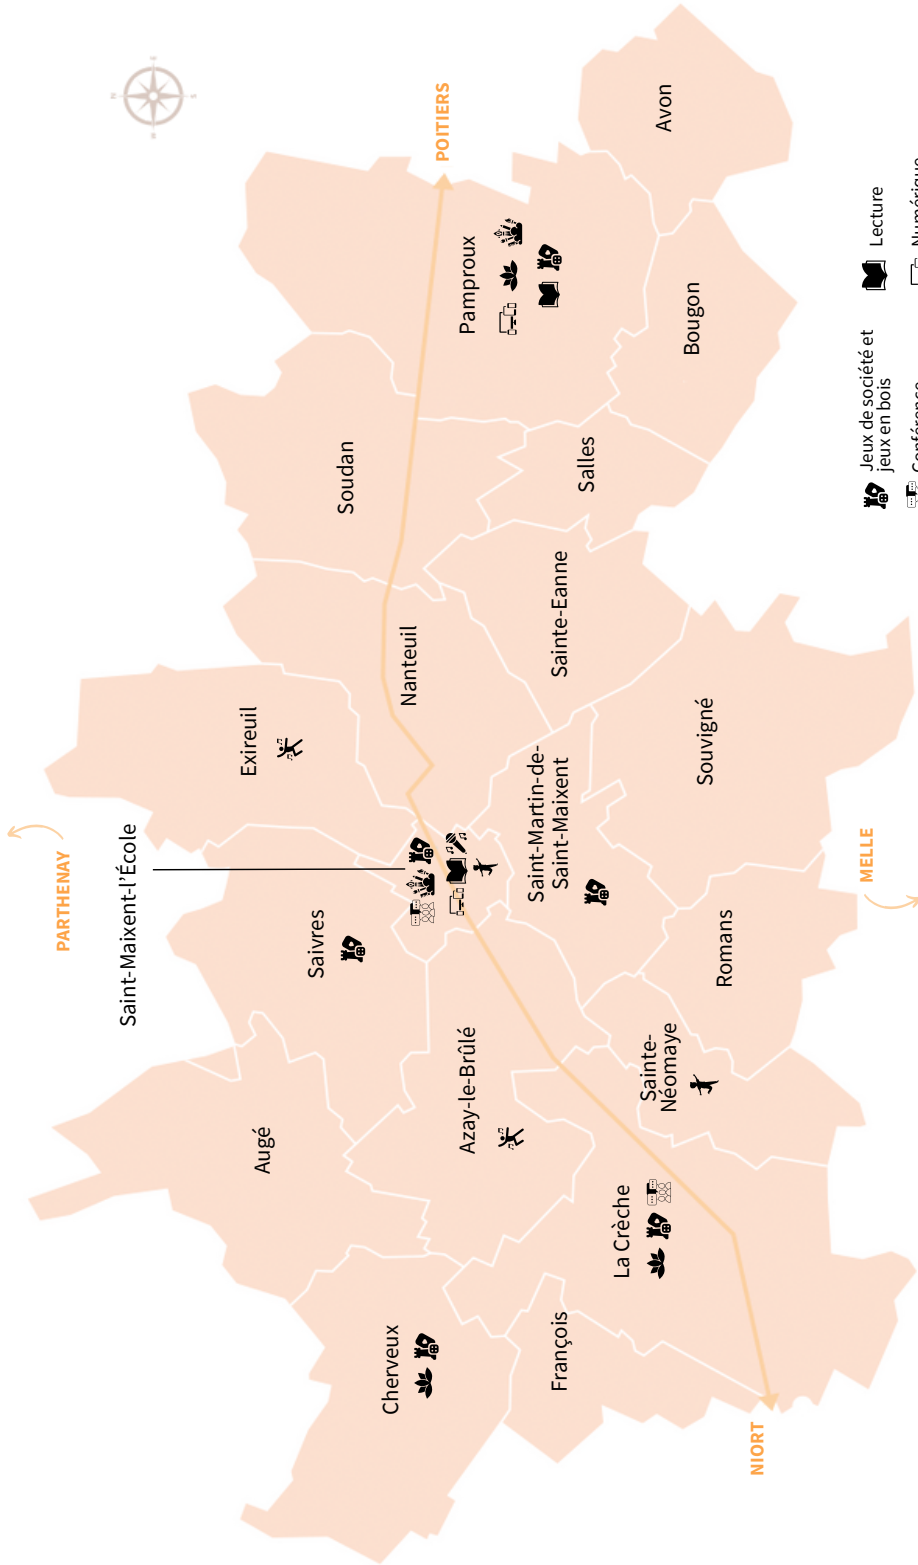 PARTHENAY
Saint-Maixent-l'École
Exireuil
Saivres
Augé
Soudan
POITIERS
Nanteuil
Pamproux
Cherveux
Azay-le-Brûlé
Avon
Saint-Martin-de-
Saint-Maixent
Sainte-Eanne
Salles
François
La Crèche
Sainte-
Néomaye
Bougon
Souvigné
Romans
NIORT
MELLE
Jeux de société et
jeux en bois
Lecture
Conférence
Numérique